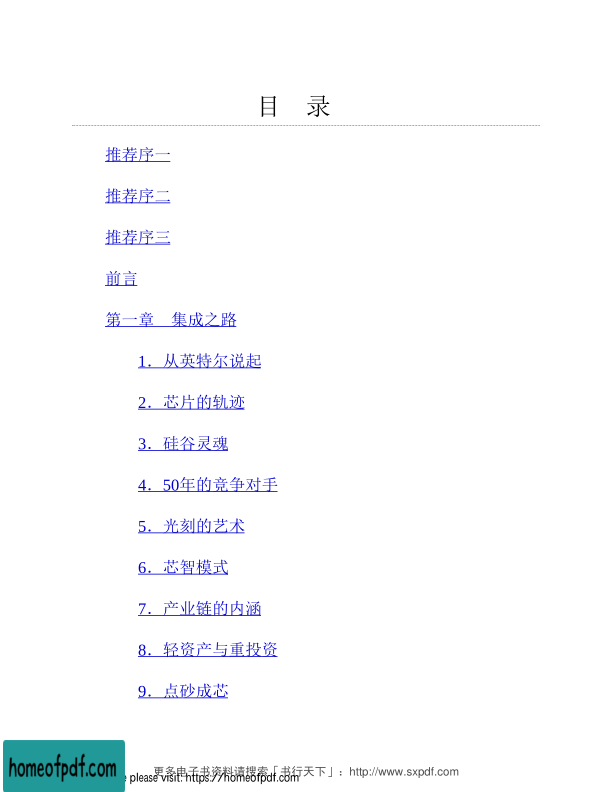 目 录
推荐序一
推荐序二
推荐序三
前言
第一章 集成之路
1．从英特尔说起
2．芯片的轨迹
3．硅谷灵魂
4．50年的竞争对手
5．光刻的艺术
6．芯智模式
7．产业链的内涵
8．轻资产与重投资
9．点砂成芯
更多电子书资料请搜索「书行天下」：http://www.sxpdf.com
homeofpdf.com
please visit: https://homeofpdf.com